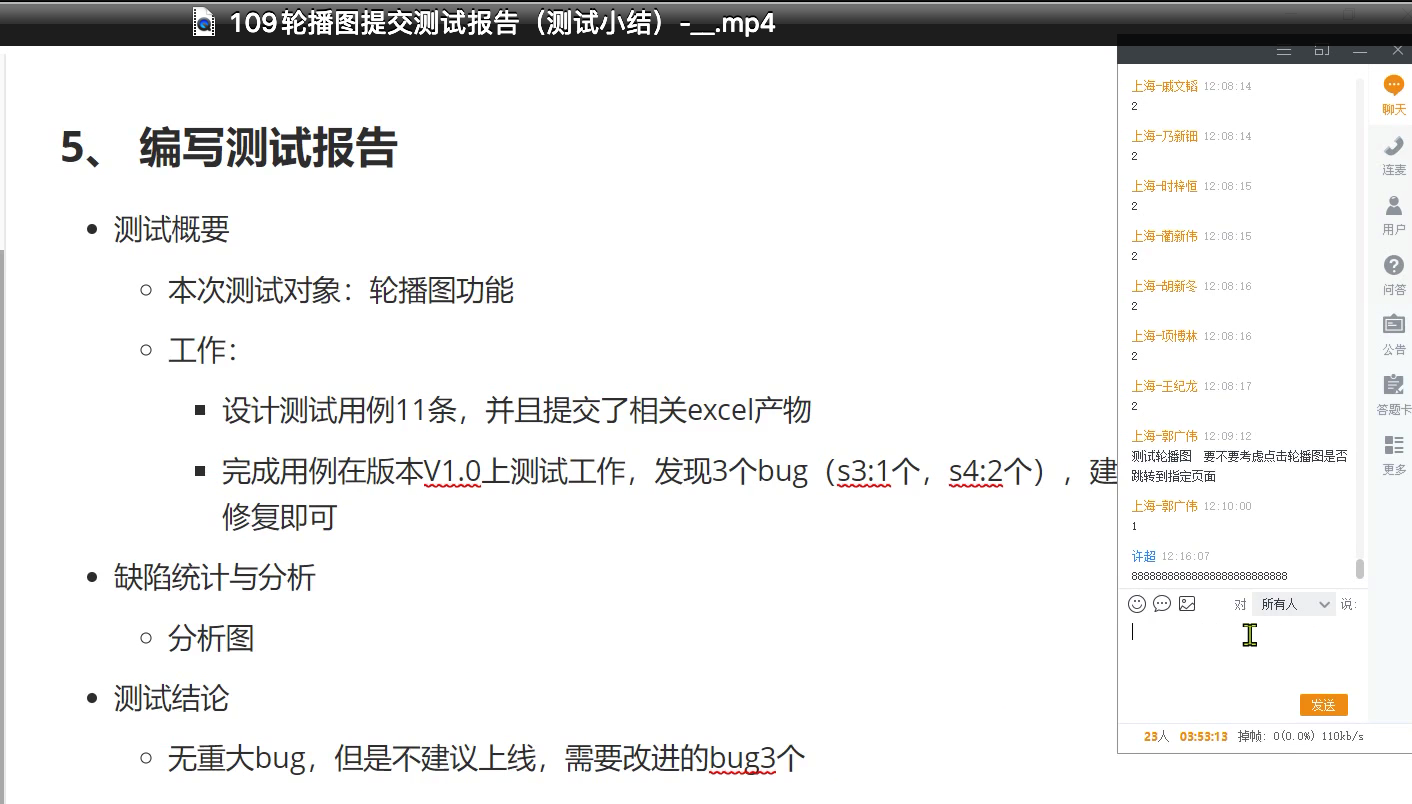 109轮播图提交测试报告（测试小结）-__.mp4
5、 编写测试报告
• 测试概要
○ 本次测试对象：轮播图功能
○ 工作：
▪ 设计测试用例11条，并且提交了相关excel产物
▪ 完成用例在版本V1.0上测试工作，发现3个bug（s3:1个，s4:2个），建
修复即可
• 缺陷统计与分析
○ 分析图
• 测试结论
○ 无重大bug，但是不建议上线，需要改进的bug3个
上海-戚文韬 12:08:14
2
上海-乃新钿 12:08:14
2
上海-时梓恒 12:08:15
2
上海-蔺新伟 12:08:15
2
上海-胡新冬 12:08:16
2
上海-项博林 12:08:16
2
上海-王纪龙 12:08:17
2
上海-郭广伟 12:09:12
测试轮播图 要不要考虑点击轮播图是否
跳转到指定页面
上海-郭广伟 12:10:00
1
许超 12:16:07
88888888888888888888888888
对 所有人 说:
发送
23人 03:53:13 掉帧: 0(0.0%) 110kb/s
聊天
连麦
用户
问答
公告
答题卡
更多